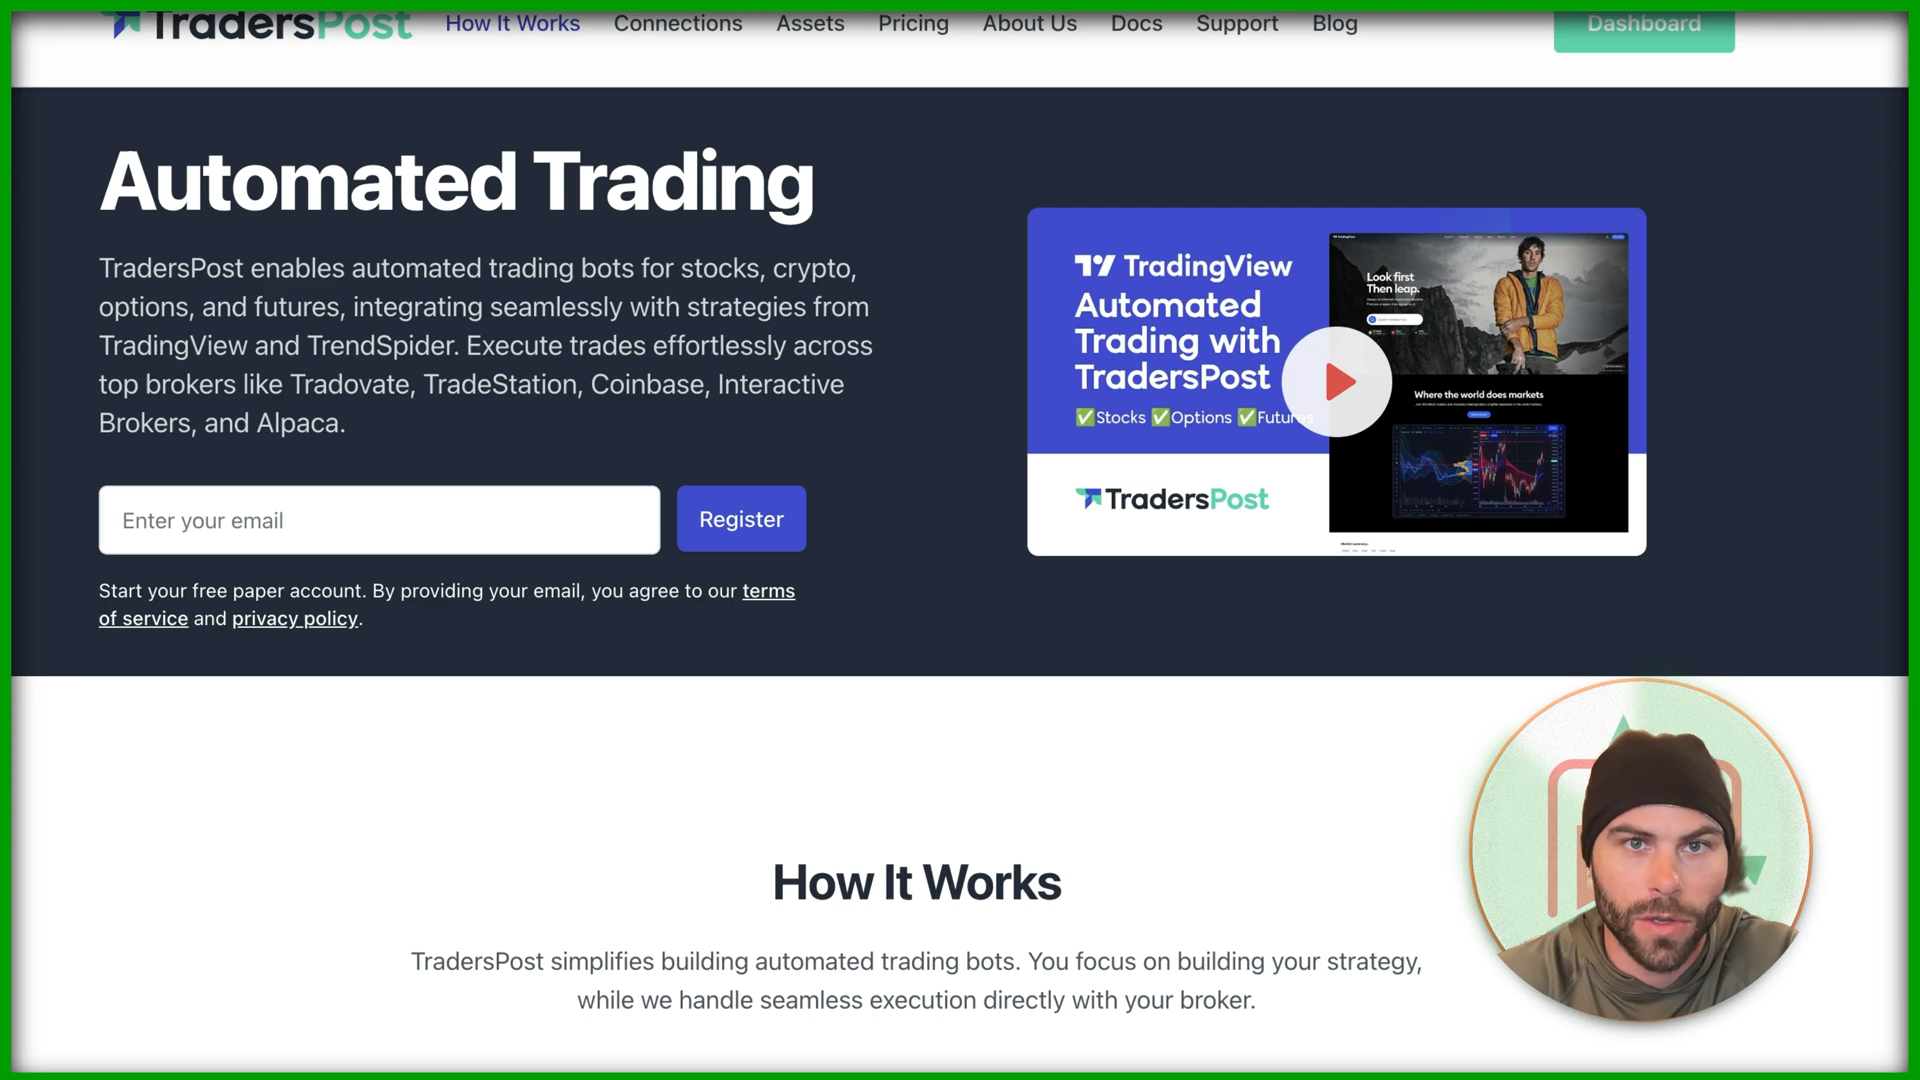 TradersPost
How It Works
Connections
Assets
Pricing
About Us
Docs
Support
Blog
Dashboard
Automated Trading
TradersPost enables automated trading bots for stocks, crypto,
options, and futures, integrating seamlessly with strategies from
TradingView and TrendSpider. Execute trades effortlessly across
top brokers like Tradovate, TradeStation, Coinbase, Interactive
Brokers, and Alpaca.
Enter your email
Register
Start your free paper account. By providing your email, you agree to our terms
of service and privacy policy.
TradingView
Automated
Trading with
TradersPost
✅Stocks ✅Options ✅Futures
TradersPost
Look first
Then leap.
Where the world does markets
How It Works
TradersPost simplifies building automated trading bots. You focus on building your strategy,
while we handle seamless execution directly with your broker.